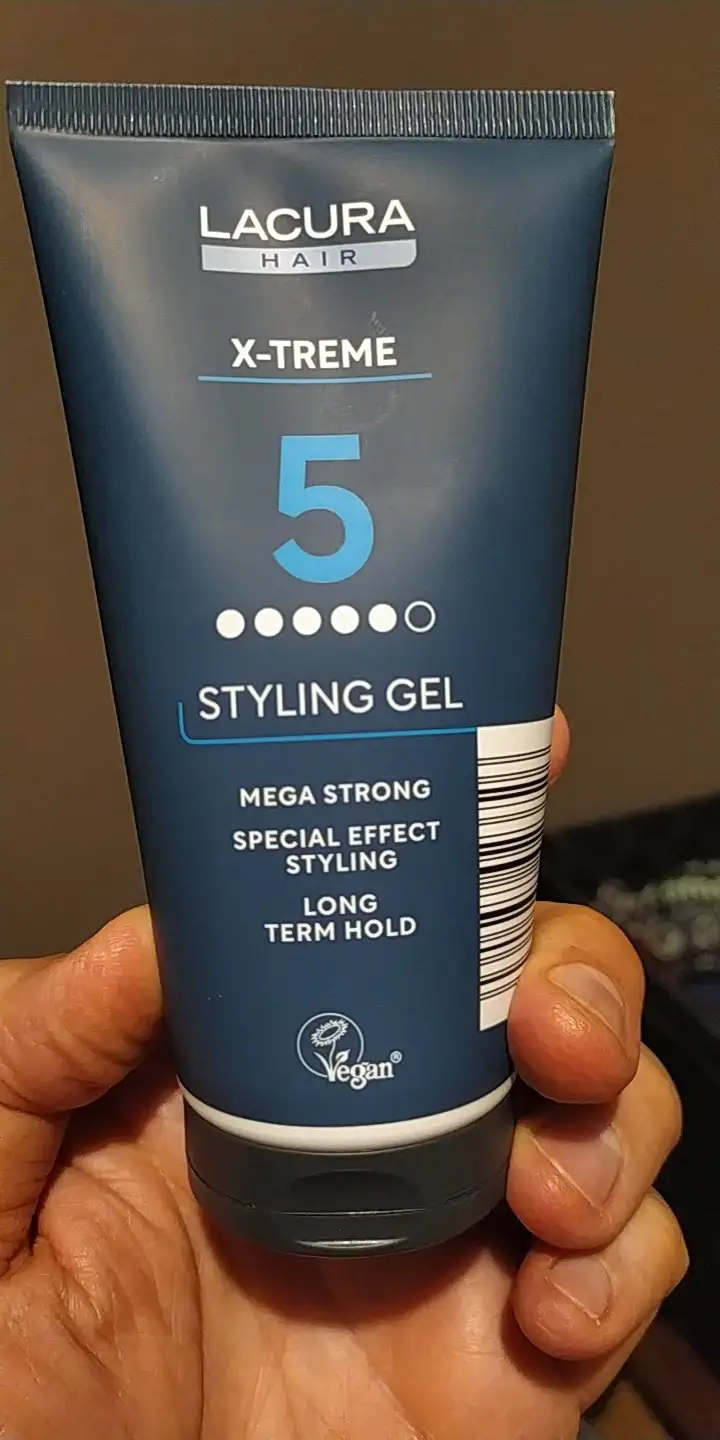 LACURA
HAIR
X-TREME
5
STYLING GEL
MEGA STRONG
SPECIAL EFFECT
STYLING
LONG
TERM HOLD
Vegan®